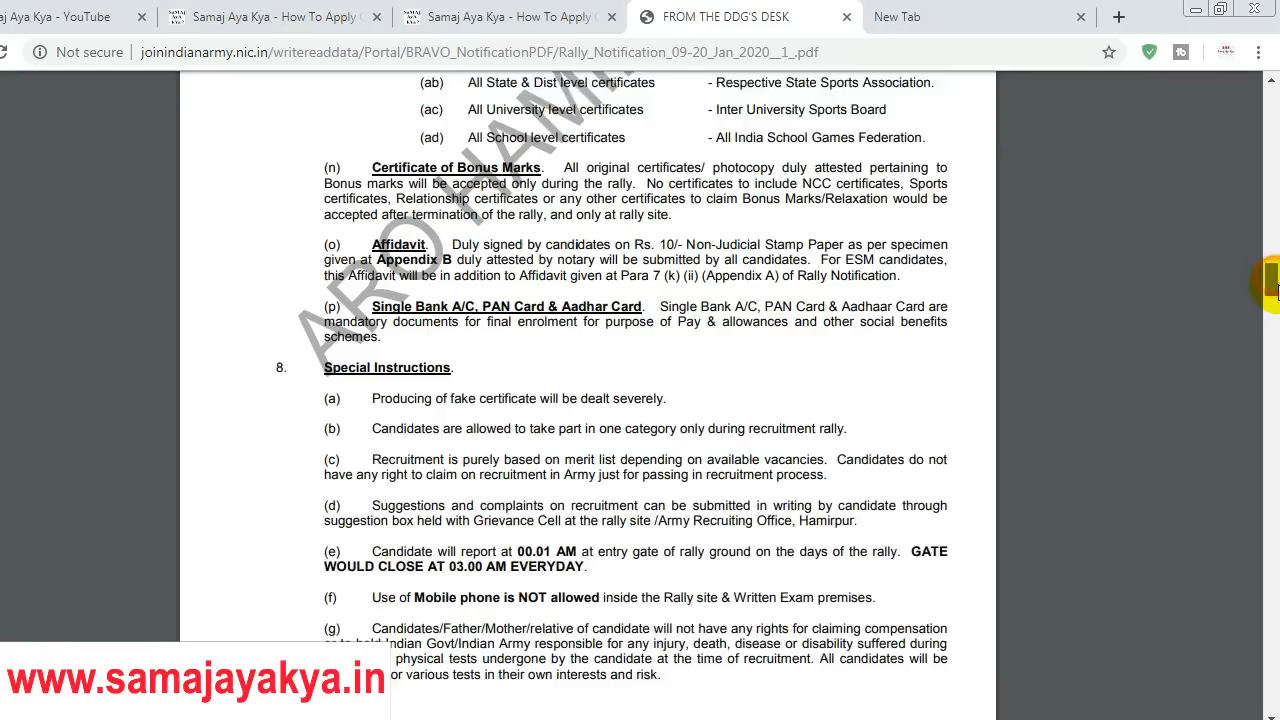 aj Aya Kya - YouTube
Samaj Aya Kya - How To Apply
Samaj Aya Kya - How To Apply
FROM THE DDG'S DESK
New Tab
Not secure
joinindianarmy.nic.in/writereaddata/Portal/BRAVO_NotificationPDF/Rally_Notification_09-20_Jan_2020__1_.pdf
(ab) All State & Dist level certificates - Respective State Sports Association.
(ac) All University level certificates - Inter University Sports Board
(ad) All School level certificates - All India School Games Federation.
(n) Certificate of Bonus Marks. All original certificates/ photocopy duly attested pertaining to
Bonus marks will be accepted only during the rally. No certificates to include NCC certificates, Sports
certificates, Relationship certificates or any other certificates to claim Bonus Marks/Relaxation would be
accepted after termination of the rally, and only at rally site.
(o) Affidavit. Duly signed by candidates on Rs. 10/- Non-Judicial Stamp Paper as per specimen
given at Appendix B duly attested by notary will be submitted by all candidates. For ESM candidates,
this Affidavit will be in addition to Affidavit given at Para 7 (k) (ii) (Appendix A) of Rally Notification.
(p) Single Bank A/C, PAN Card & Aadhar Card. Single Bank A/C, PAN Card & Aadhaar Card are
mandatory documents for final enrolment for purpose of Pay & allowances and other social benefits
schemes.
8. Special Instructions.
(a) Producing of fake certificate will be dealt severely.
(b) Candidates are allowed to take part in one category only during recruitment rally.
(c) Recruitment is purely based on merit list depending on available vacancies. Candidates do not
have any right to claim on recruitment in Army just for passing in recruitment process.
(d) Suggestions and complaints on recruitment can be submitted in writing by candidate through
suggestion box held with Grievance Cell at the rally site /Army Recruiting Office, Hamirpur.
(e) Candidate will report at 00.01 AM at entry gate of rally ground on the days of the rally. GATE
WOULD CLOSE AT 03.00 AM EVERYDAY.
(f) Use of Mobile phone is NOT allowed inside the Rally site & Written Exam premises.
(g) Candidates/Father/Mother/relative of candidate will not have any rights for claiming compensation
Indian Govt/Indian Army responsible for any injury, death, disease or disability suffered during
physical tests undergone by the candidate at the time of recruitment. All candidates will be
or various tests in their own interests and risk.
ARO HAMI
www.samajayakya.in